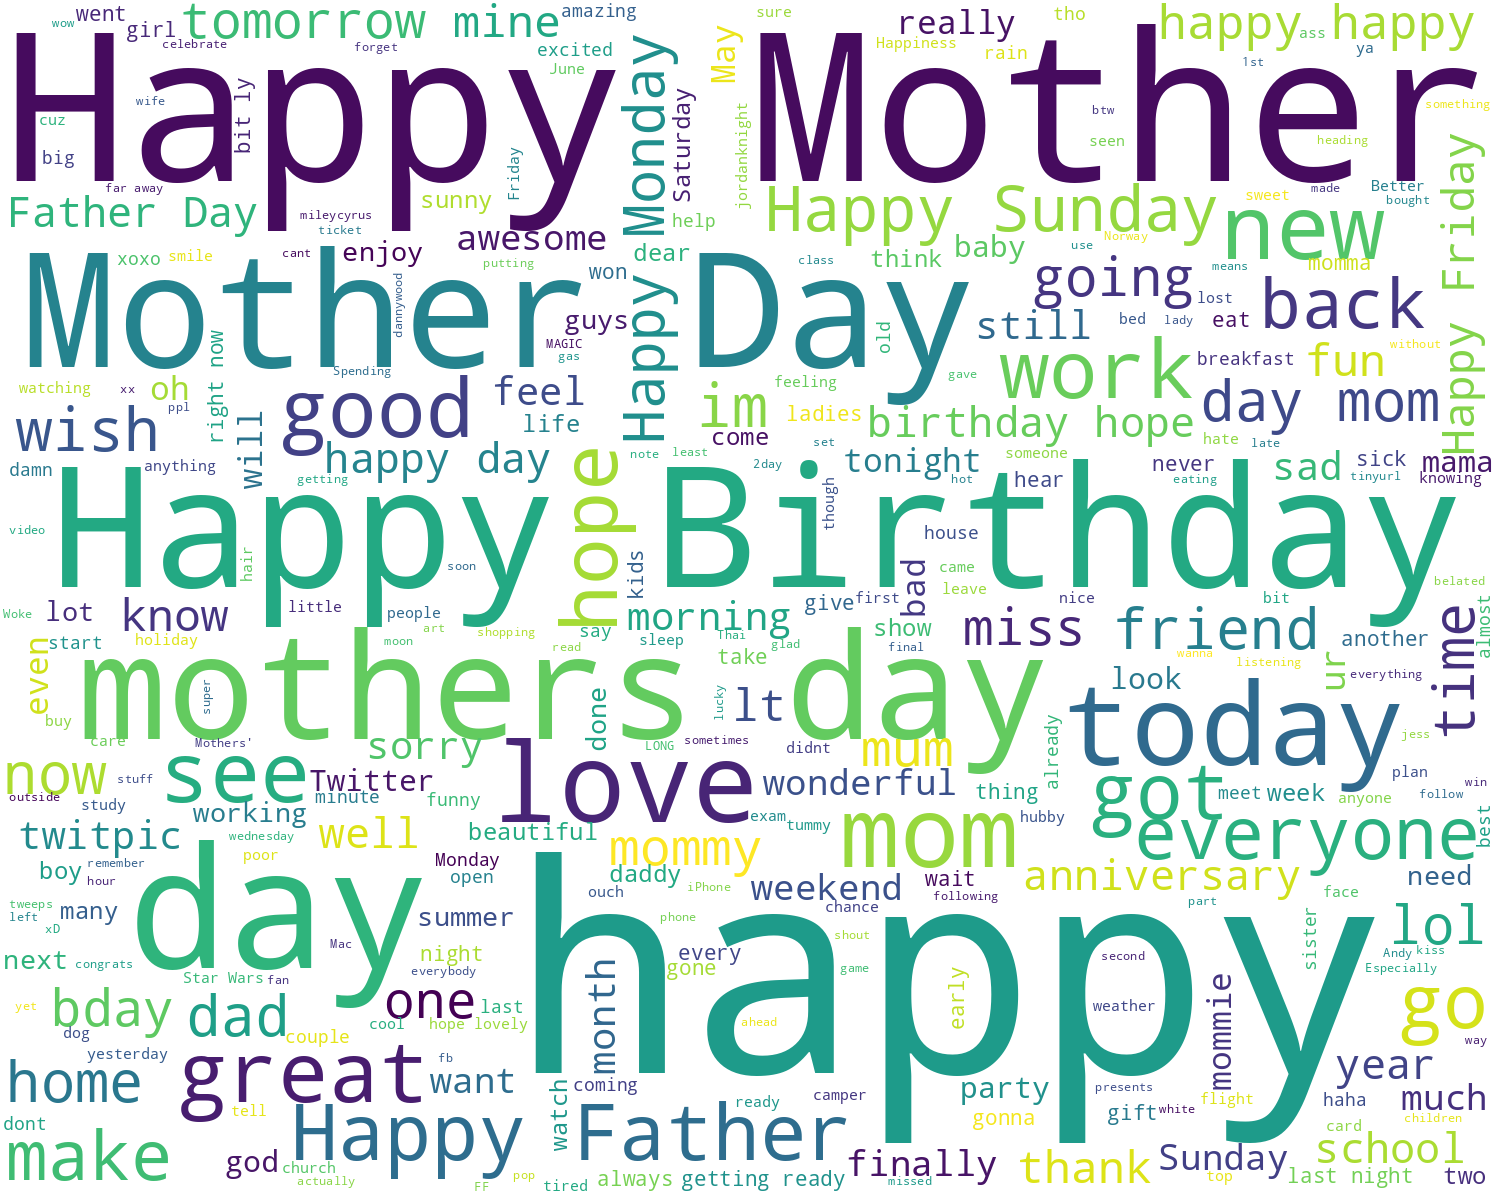 wow went girl tomorrow mine amazing
celebrate forget excited June
sure really tho happy ass happy
Happiness rain ya 1st
Happy Mother
wife cuz big bit ly far away
May Monday Saturday jordanknight
btw seen something heading
Friday sunny mileycyrus ticket
Father Day awesome help
Happy Sunday new
sweet made Better bought
Happy Friday
xoxo smile cant enjoy putting won dear
think baby class Norway use means momma
Mother Day
dannywood guys MAGIC gas Spending
Happy Monday
old still going back
bed lost lady eat breakfast fun without
watching xx ppl oh right now
feel life feeling gave work
wish will good im ladies
come set birthday hope day mom
hate late
damn anything happy day getting
hope note least 2day tonight
someone hear never sad sick mama
hot eating tinyurl knowing
Happy Birthday
video hair soon kids though house
came leave bad belated
Woke lot know little people
morning give first nice bit
start holiday moon art shopping read
say sleep Thai glad take show final
miss friend another almost
mothers day
even buy super lt lucky
look wanna listening ur everything time
care Mothers' sorry done LONG sometimes
didnt mum already today jess
now see Twitter love wonderful
stuff outside study minute funny
thing got meet week anyone plan follow win
twitpic working well beautiful
wednesday exam tummy mom hubby everyone best
boy remember hour poor Monday open
mommy daddy weekend wait following
anniversary face need
tweeps left xD many day summer
ouch iPhone chance part
happy
Mac phone shout lol
next congrats Star Wars fan night everybody
gone every game second sister
Andy kiss Especially
yet bday dad one last
dog yesterday couple cool hope lovely
month ahead early weather mommie go way
home great fb want
coming camper party presents year
dont tell watch ready gonna gift white
flight haha much card children
make Happy Father
god church actually FF pop tired
always getting ready missed finally
thank Sunday top school last night two